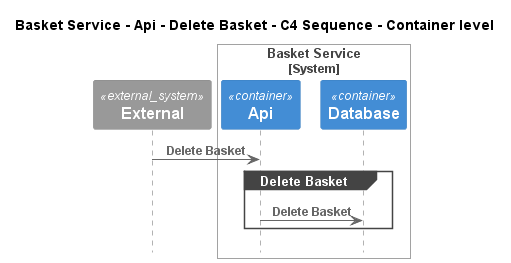 Basket Service - Api - Delete Basket - C4 Sequence - Container level
Basket Service
[System]
«external_system»
External
«container»
Api
«container»
Database
Delete Basket
Delete Basket
Delete Basket